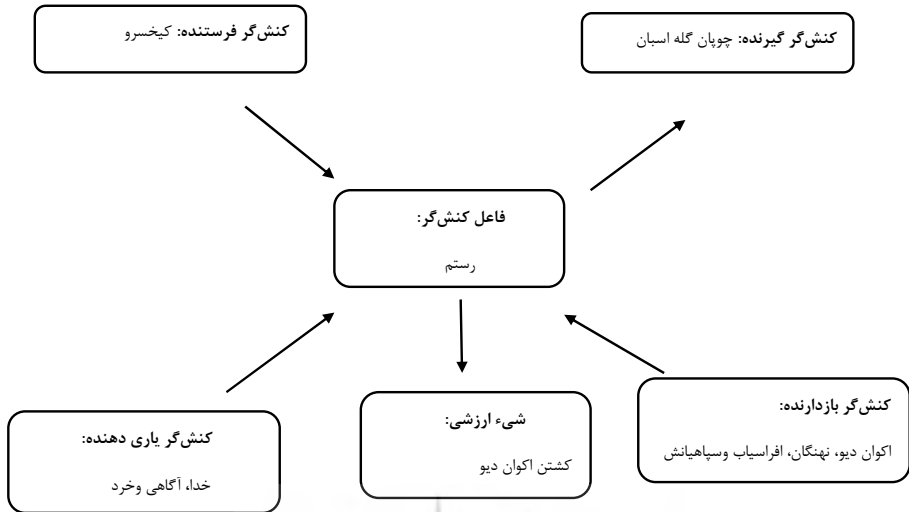 کنش‌گر گیرنده: چوپان گله اسبان
کنش‌گر فرستنده: کیخسرو
فاعل کنش‌گر:
رستم
کنش‌گر بازدارنده:
اکوان دیو، نهنگان، افراسیاب وسپاهیانش
شیء ارزشی:
کشتن اکوان دیو
کنش‌گر یاری دهنده:
خدا، آگاهی وخرد